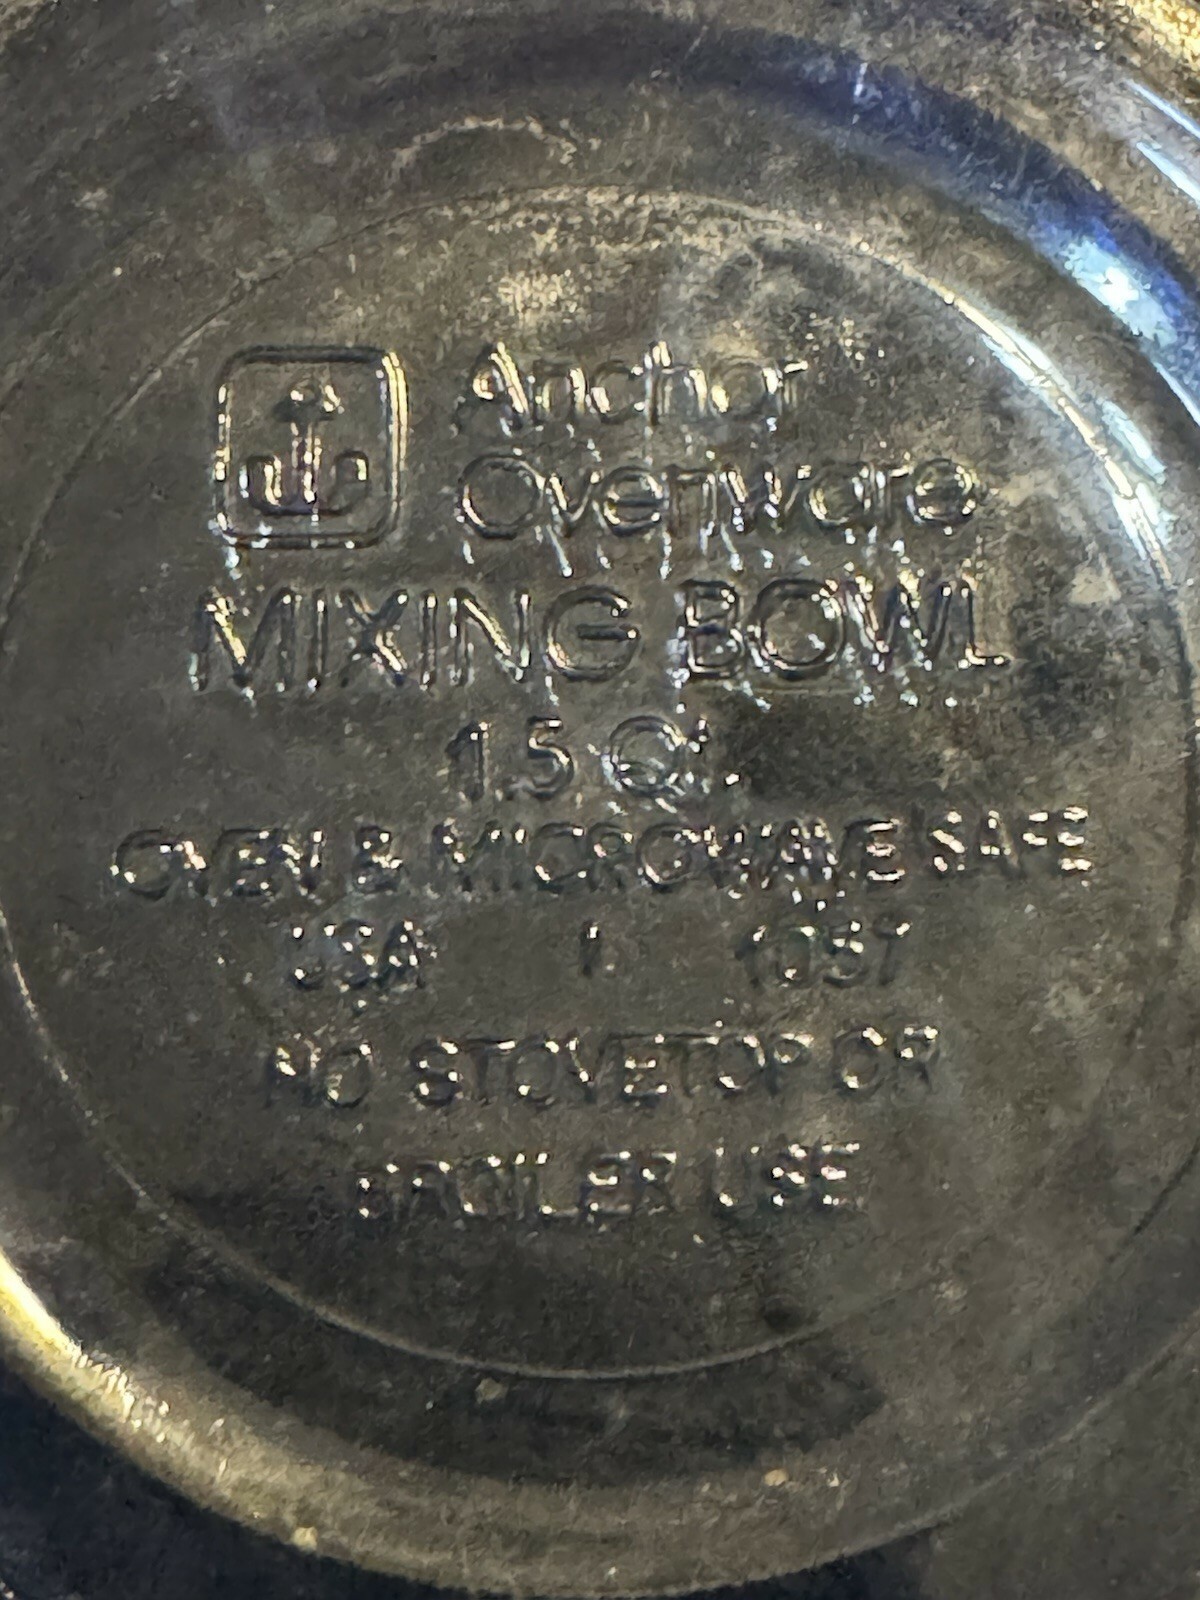 Anchor
Ovenware
MIXING BOWL
1.5 Qt.
OVEN & MICROWAVE SAFE
USA 1 1057
NO STOVETOP OR
BROILER USE